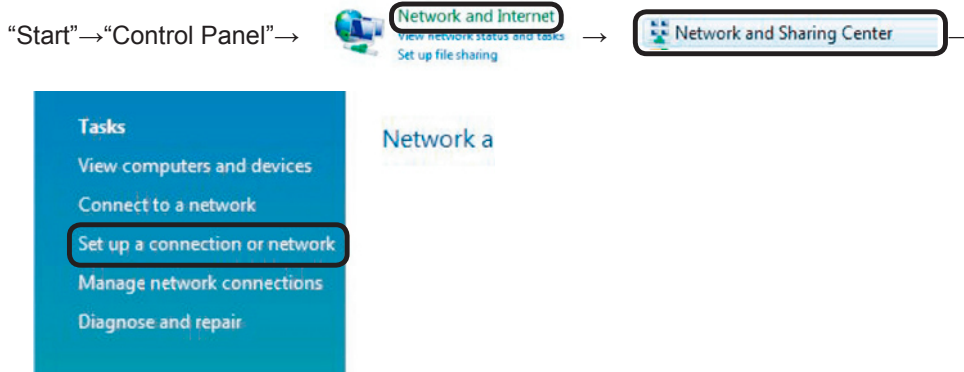 “Start”→“Control Panel”→ Network and Internet → Network and Sharing Center →
View network status and tasks
Set up file sharing
Tasks
Network a
View computers and devices
Connect to a network
Set up a connection or network
Manage network connections
Diagnose and repair